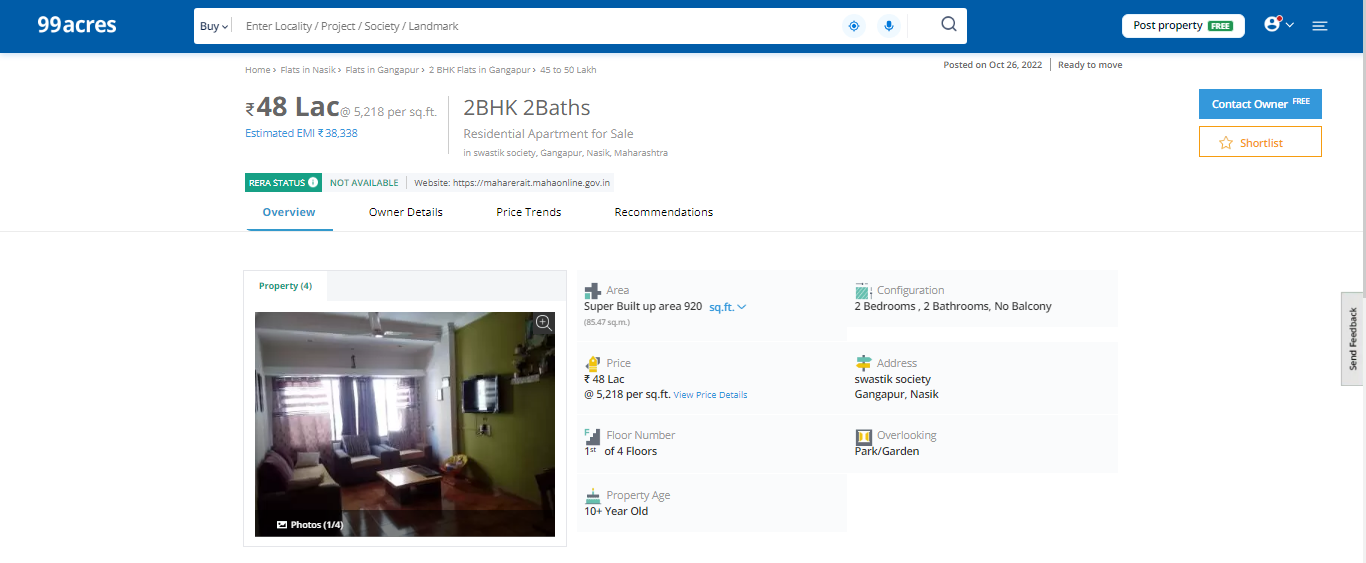 99acres
Buy
Enter Locality / Project / Society / Landmark
Post property FREE
Home › Flats in Nasik › Flats in Gangapur › 2 BHK Flats in Gangapur › 45 to 50 Lakh
Posted on Oct 26, 2022 | Ready to move
₹48 Lac@ 5,218 per sq.ft.
Estimated EMI ₹38,338
2BHK 2Baths
Residential Apartment for Sale
in swastik society, Gangapur, Nasik, Maharashtra
Contact Owner FREE
Shortlist
RERA STATUS i NOT AVAILABLE | Website: https://maharerait.mahaonline.gov.in
Overview Owner Details Price Trends Recommendations
Property (4)
Photos (1/4)
Area
Super Built up area 920 sq.ft.
(85.47 sq.m.)
Configuration
2 Bedrooms , 2 Bathrooms, No Balcony
Price
₹ 48 Lac
@ 5,218 per sq.ft. View Price Details
Address
swastik society
Gangapur, Nasik
Floor Number
1st of 4 Floors
Overlooking
Park/Garden
Property Age
10+ Year Old
Send Feedback